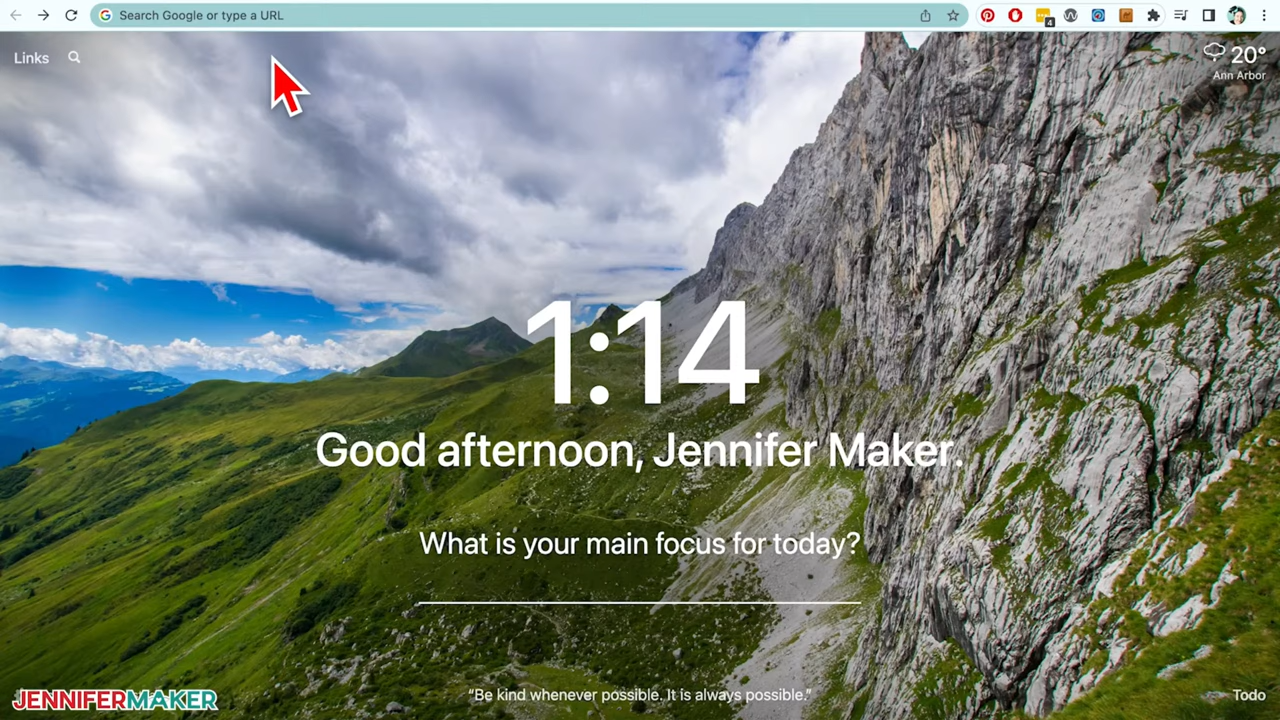 Search Google or type a URL
4
Links
20°
Ann Arbor
1:14
Good afternoon, Jennifer Maker.
What is your main focus for today?
"Be kind whenever possible. It is always possible."
JENNIFERMAKER
Todo